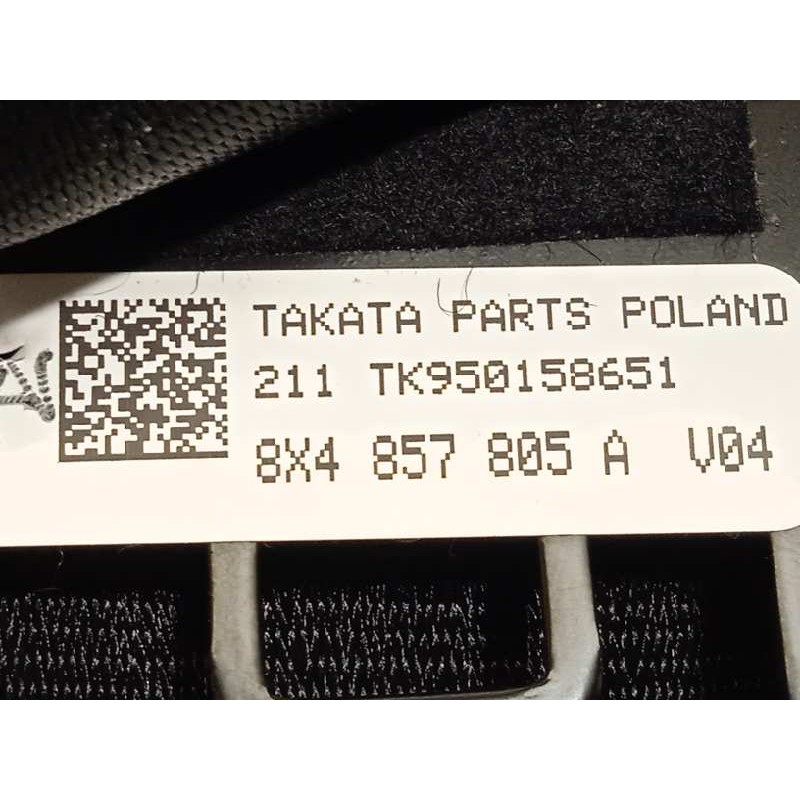 TAKATA PARTS POLAND
211 TK950158651
8X4 857 805 A V04